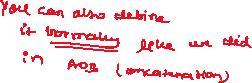 You can also define
it formally like we did
in AOB (concatenation)